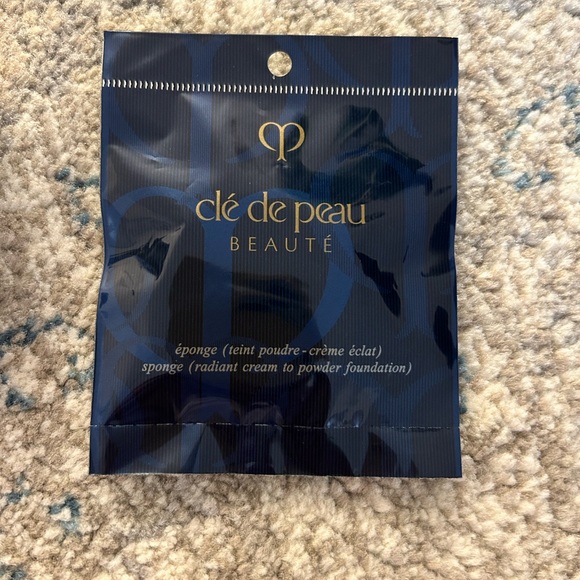 clé de peau
BEAUTÉ
éponge (teint poudre-crème éclat)
sponge (radiant cream to powder foundation)